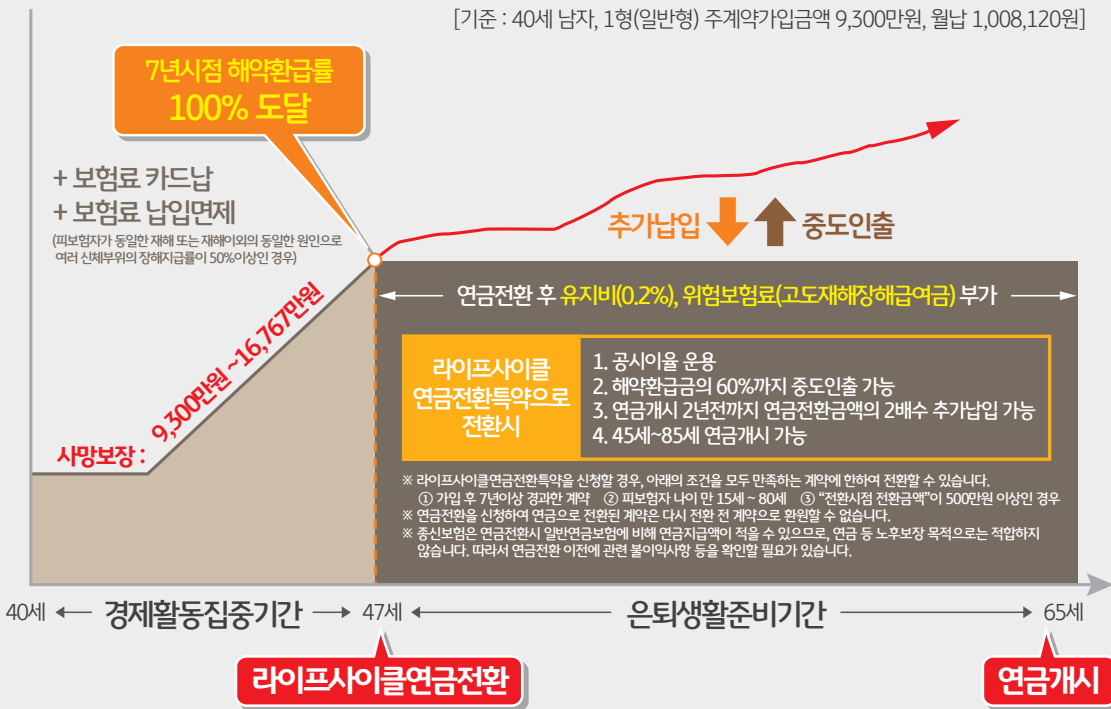 [기준 : 40세 남자, 1형(일반형) 주계약가입금액 9,300만원, 월납 1,008,120원]
7년시점 해약환급률
100% 도달
+ 보험료 카드납
+ 보험료 납입면제
(피보험자가 동일한 재해 또는 재해이외의 동일한 원인으로
여러 신체부위의 장해지급률이 50%이상인 경우)
추가납입
중도인출
사망보장 : 9,300만원 ~16,767만원
연금전환 후 유지비(0.2%), 위험보험료(고도재해장해급여금) 부가
라이프사이클
연금전환특약으로
전환시
1. 공시이율 운용
2. 해약환급금의 60%까지 중도인출 가능
3. 연금개시 2년전까지 연금전환금액의 2배수 추가납입 가능
4. 45세~85세 연금개시 가능
※ 라이프사이클연금전환특약을 신청할 경우, 아래의 조건을 모두 만족하는 계약에 한하여 전환할 수 있습니다.
① 가입 후 7년이상 경과한 계약 ② 피보험자 나이 만 15세 ~ 80세 ③ “전환시점 전환금액”이 500만원 이상인 경우
※ 연금전환을 신청하여 연금으로 전환된 계약은 다시 전환 전 계약으로 환원할 수 없습니다.
※ 종신보험은 연금전환시 일반연금보험에 비해 연금지급액이 적을 수 있으므로, 연금 등 노후보장 목적으로는 적합하지
않습니다. 따라서 연금전환 이전에 관련 불이익사항 등을 확인할 필요가 있습니다.
40세 경제활동집중기간 47세 은퇴생활준비기간 65세
라이프사이클연금전환
연금개시